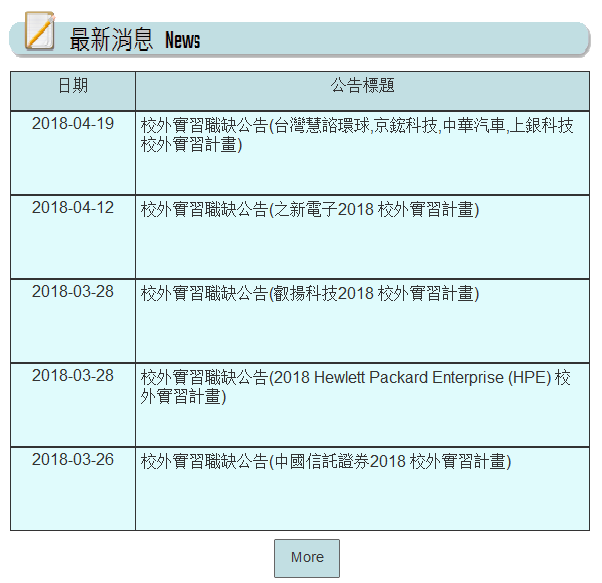 最新消息 News
日期 公告標題
2018-04-19 校外實習職缺公告(台灣慧諮環球,京鋐科技,中華汽車,上銀科技
校外實習計畫)
2018-04-12 校外實習職缺公告(之新電子2018 校外實習計畫)
2018-03-28 校外實習職缺公告(叡揚科技2018 校外實習計畫)
2018-03-28 校外實習職缺公告(2018 Hewlett Packard Enterprise (HPE) 校
外實習計畫)
2018-03-26 校外實習職缺公告(中國信託證券2018 校外實習計畫)
More